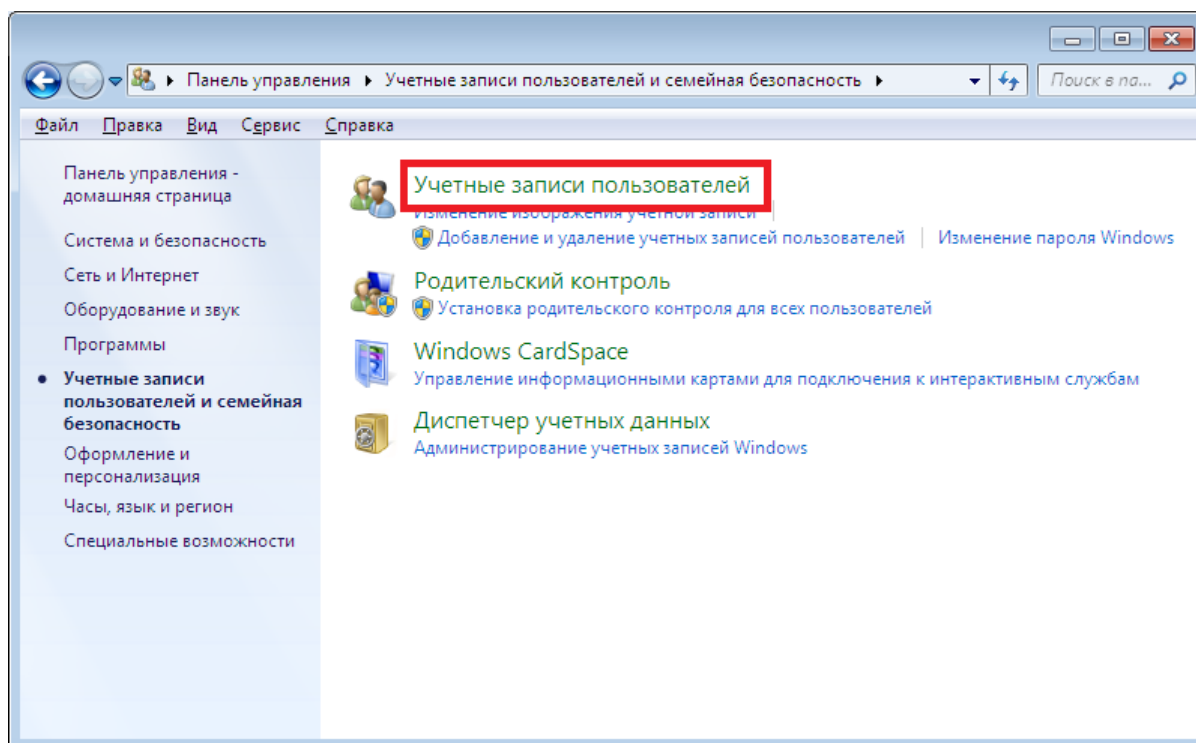 Панель управления ▸ Учетные записи пользователей и семейная безопасность ▸
Поиск в па...
Файл Правка Вид Сервис Справка
Панель управления -
домашняя страница
Система и безопасность
Сеть и Интернет
Оборудование и звук
Программы
Учетные записи
пользователей и семейная
безопасность
Оформление и
персонализация
Часы, язык и регион
Специальные возможности
Учетные записи пользователей
Изменение изображения учетной записи
Добавление и удаление учетных записей пользователей Изменение пароля Windows
Родительский контроль
Установка родительского контроля для всех пользователей
Windows CardSpace
Управление информационными картами для подключения к интерактивным службам
Диспетчер учетных данных
Администрирование учетных записей Windows